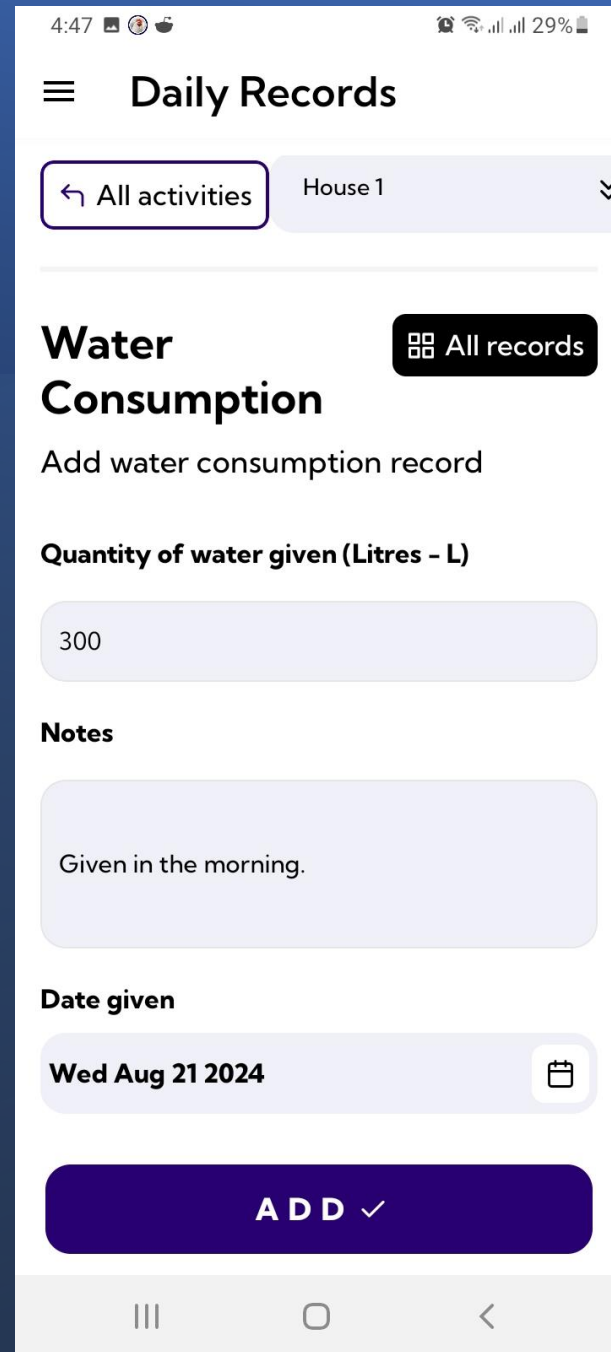 4:47 29%
Daily Records
All activities House 1
Water
Consumption
All records
Add water consumption record
Quantity of water given (Litres - L)
300
Notes
Given in the morning.
Date given
Wed Aug 21 2024
ADD